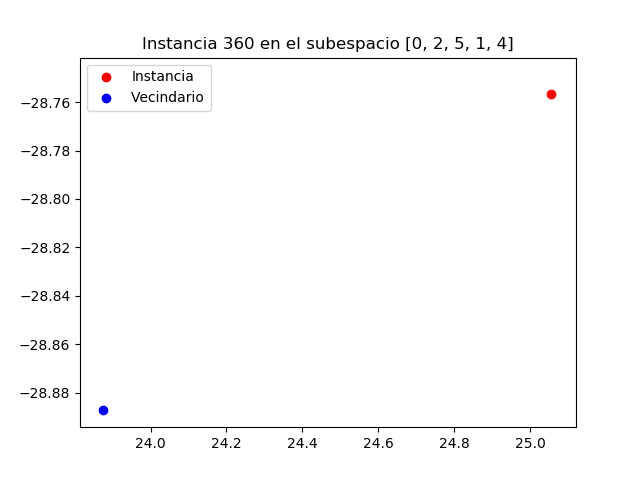 Instancia 360 en el subespacio [0, 2, 5, 1, 4]
Instancia
Vecindario
−28.76
−28.78
−28.80
−28.82
−28.84
−28.86
−28.88
24.0 24.2 24.4 24.6 24.8 25.0